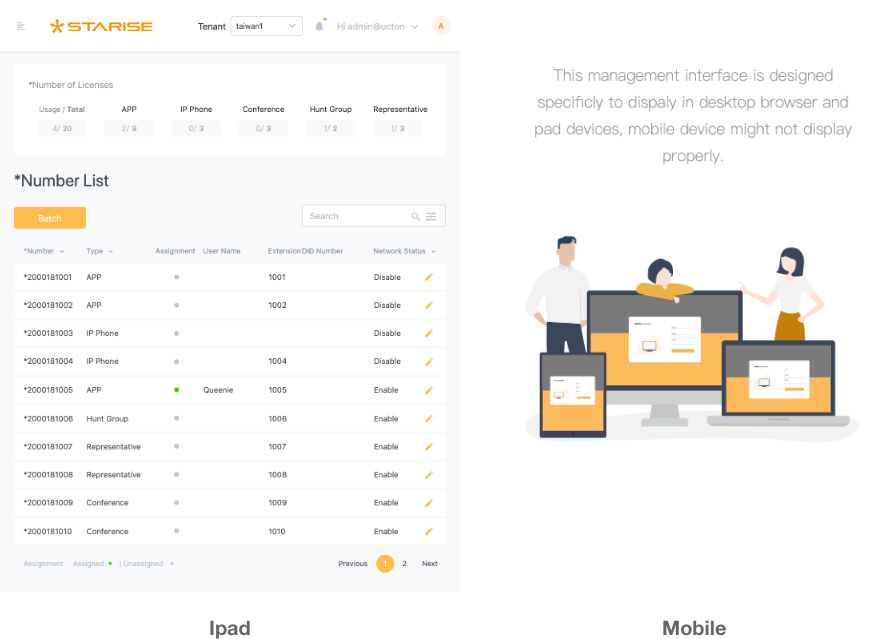 STARISE
Tenant taiwan1 Hi admin@acton A
*Number of Licenses
Usage / Total APP IP Phone Conference Hunt Group Representative
4/ 20 2/ 9 0/ 3 0/ 3 1/ 2 1/ 3
*Number List
Batch Search
*Number Type Assignment User Name Extension DID Number Network Status
*2000181001 APP 1001 Disable
*2000181002 APP 1002 Disable
*2000181003 IP Phone Disable
*2000181004 IP Phone 1004 Disable
*2000181005 APP Queenie 1005 Enable
*2000181006 Hunt Group 1006 Enable
*2000181007 Representative 1007 Enable
*2000181008 Representative 1008 Enable
*2000181009 Conference 1009 Enable
*2000181010 Conference 1010 Enable
Assignment Assigned | Unassigned Previous 1 2 Next
Ipad
This management interface is designed
specificly to dispaly in desktop browser and
pad devices, mobile device might not display
properly.
Mobile